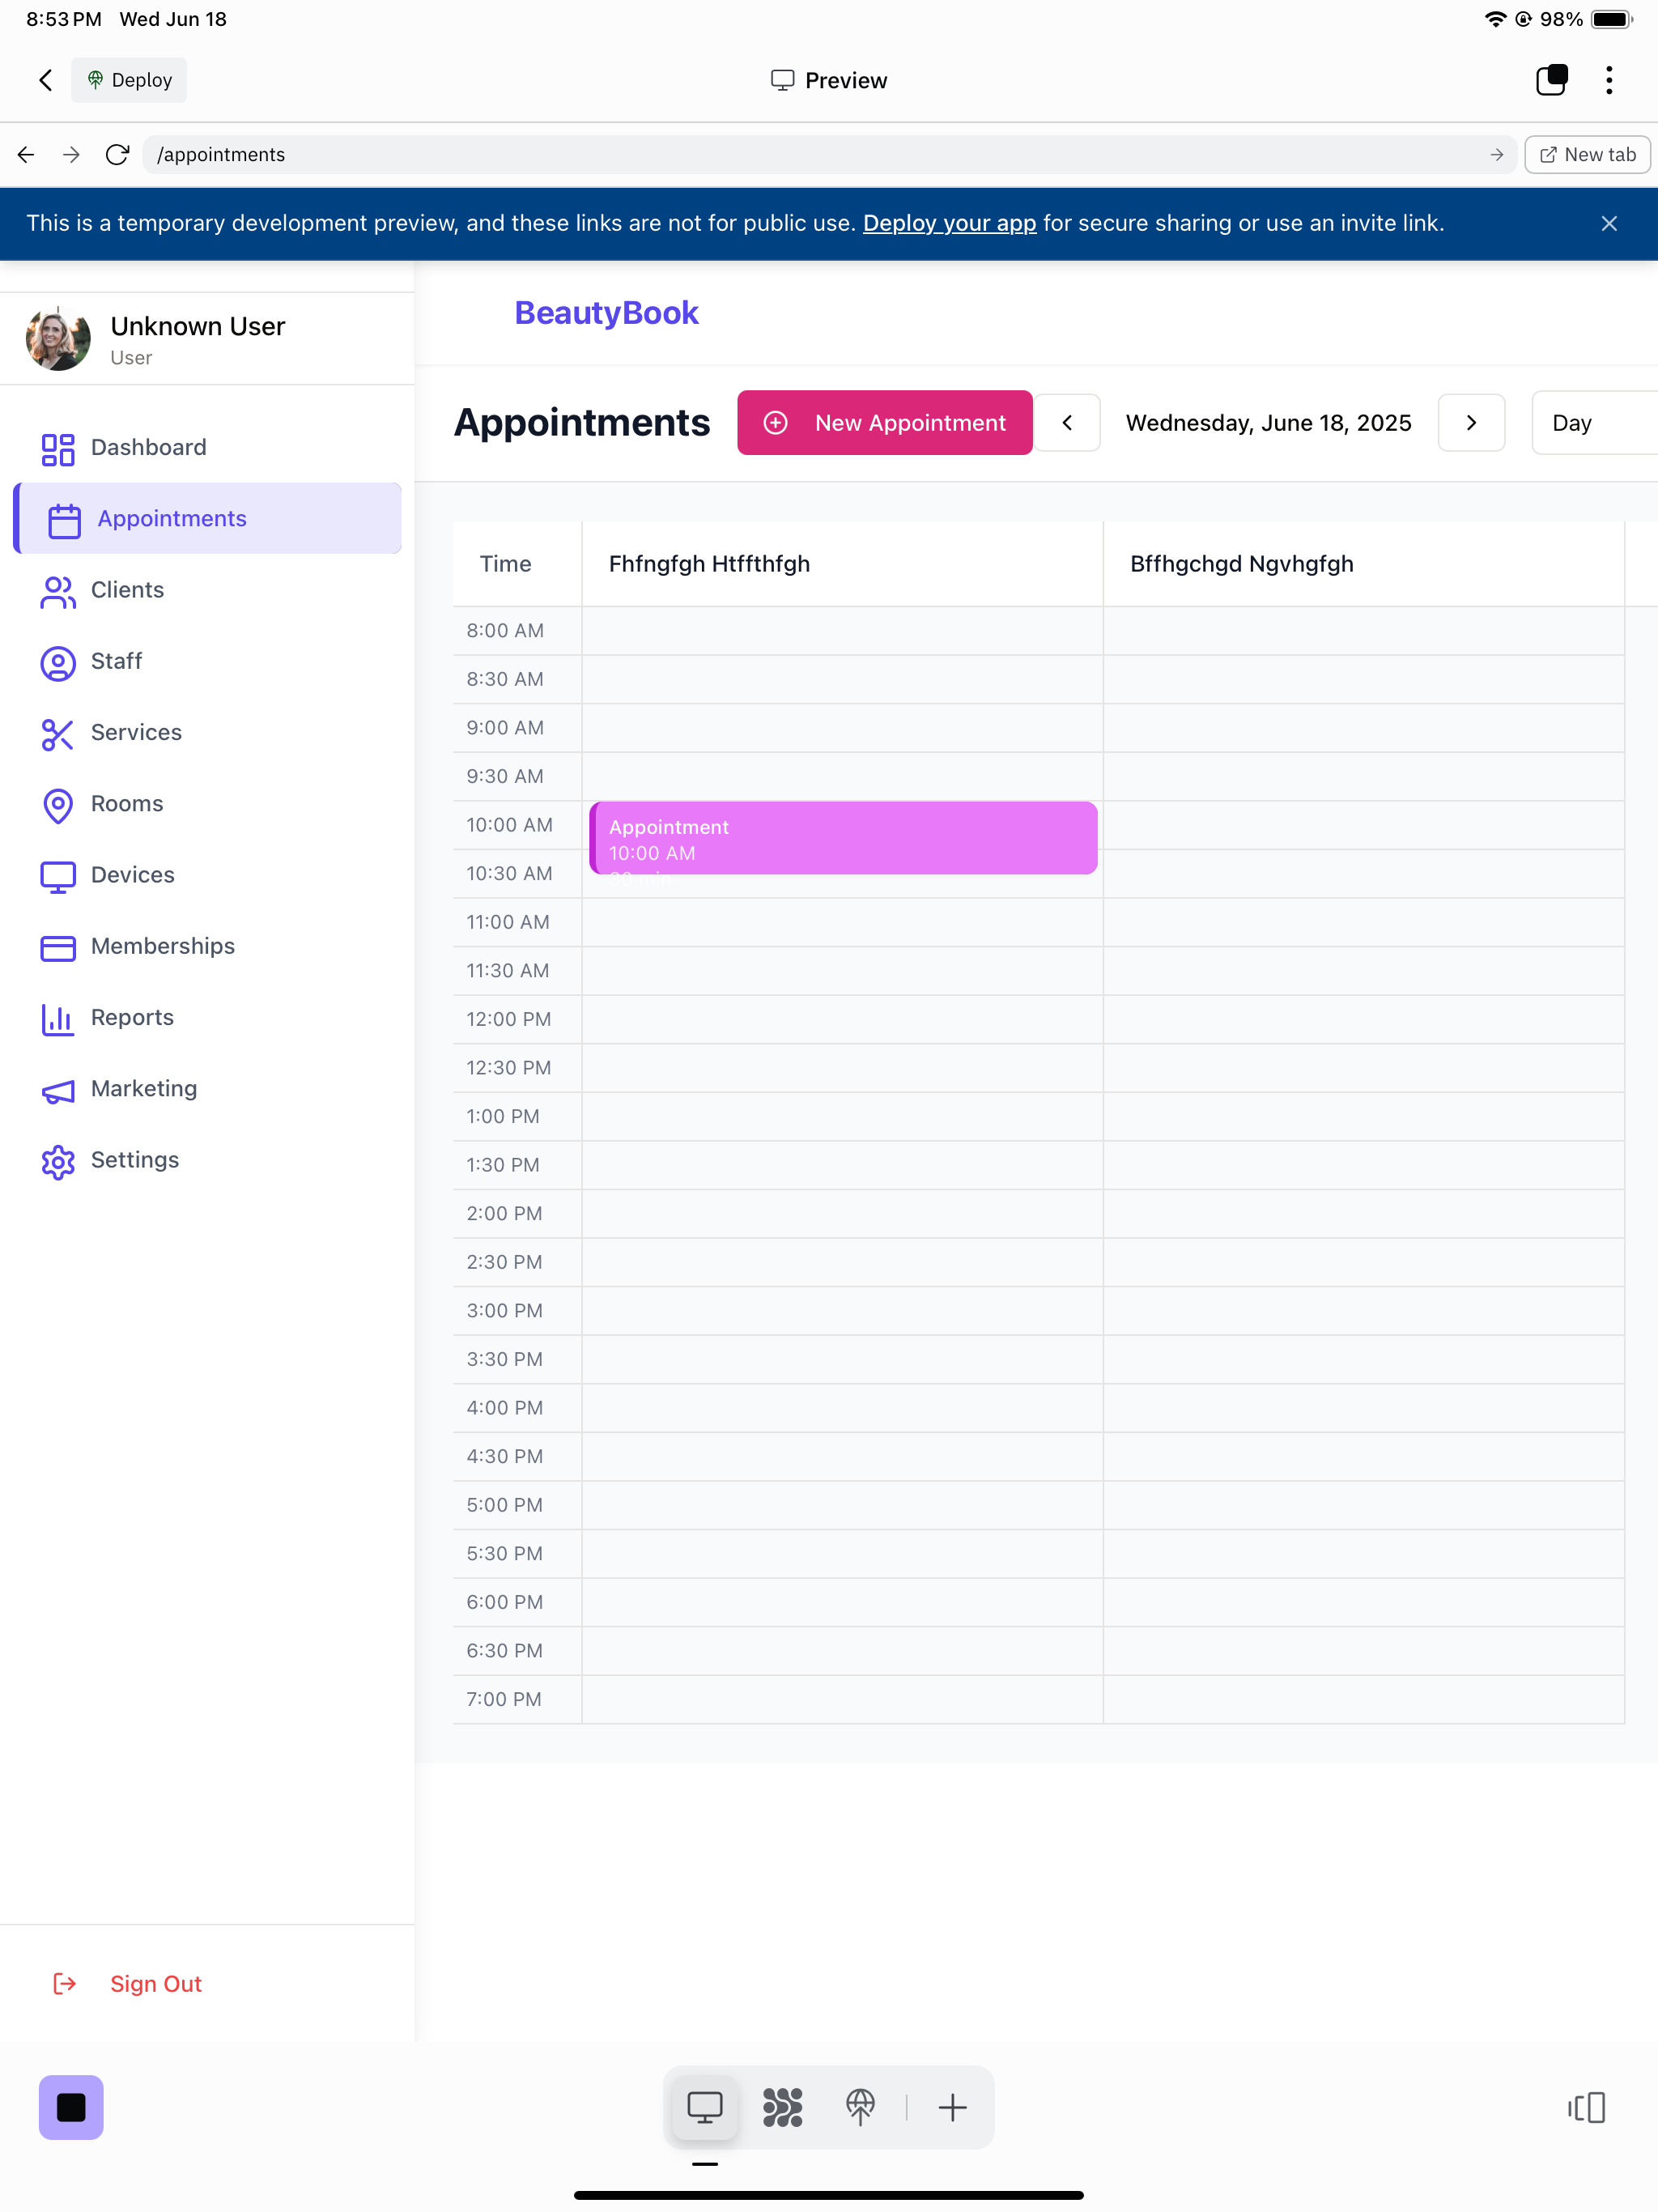 8:53 PM Wed Jun 18
98%
Deploy
Preview
/appointments
New tab
This is a temporary development preview, and these links are not for public use. Deploy your app for secure sharing or use an invite link.
Unknown User
User
BeautyBook
Dashboard
Appointments
Clients
Staff
Services
Rooms
Devices
Memberships
Reports
Marketing
Settings
Sign Out
Appointments
New Appointment
Wednesday, June 18, 2025
Day
Time
Fhfngfgh Htffthfgh
Bffhgchgd Ngvhgfgh
8:00 AM
8:30 AM
9:00 AM
9:30 AM
10:00 AM
Appointment
10:00 AM
10:30 AM
11:00 AM
11:30 AM
12:00 PM
12:30 PM
1:00 PM
1:30 PM
2:00 PM
2:30 PM
3:00 PM
3:30 PM
4:00 PM
4:30 PM
5:00 PM
5:30 PM
6:00 PM
6:30 PM
7:00 PM